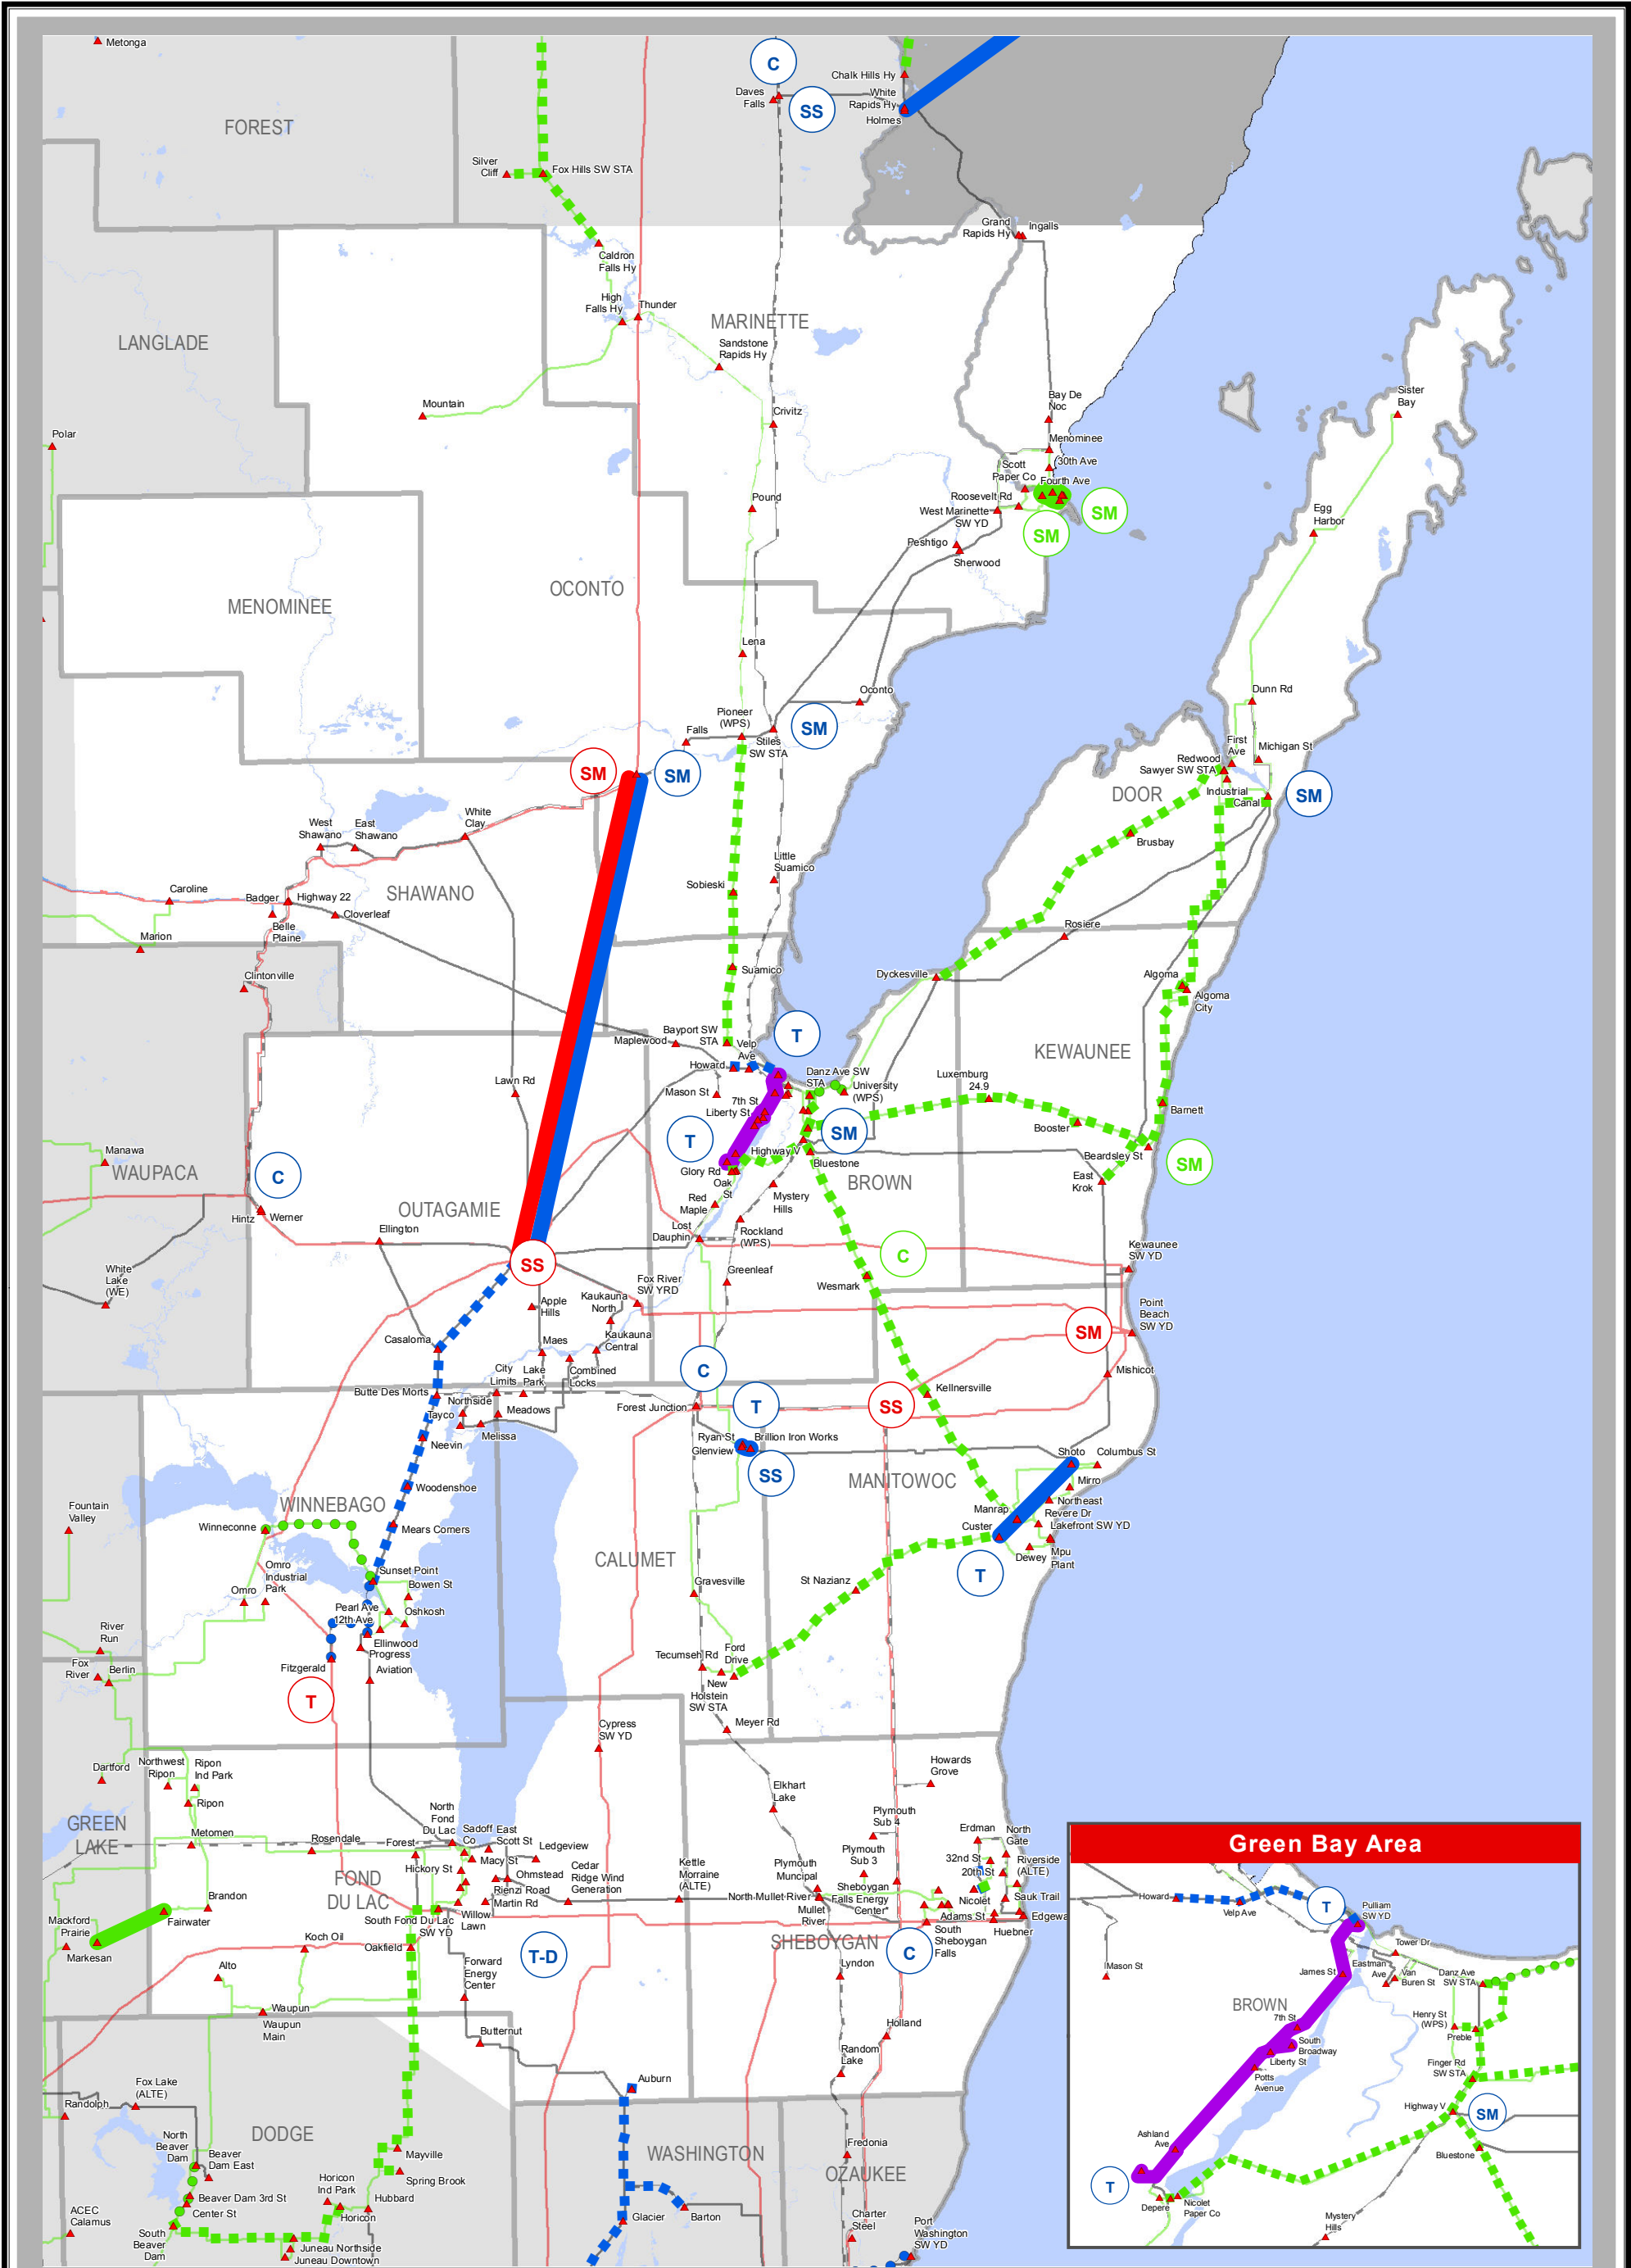 Metonga
C
Chalk Hills Hy
Daves
Falls
White
Rapids Hy
SS
Holmes
FOREST
Silver
Cliff
Fox Hills SW STA
Grand
Rapids Hy
Ingalls
Caldron
Falls Hy
High
Falls Hy
Thunder
MARINETTE
LANGLADE
Sandstone
Rapids Hy
Mountain
Crivitz
Bay De
Noc
Sister
Bay
Polar
Menominee
30th Ave
Scott
Paper Co
Fourth Ave
Roosevelt Rd
West Marinette
SW YD
SM
SM
Pound
Egg
Harbor
Peshtigo
Sherwood
OCONTO
MENOMINEE
Lena
Oconto
Dunn Rd
Pioneer
(WPS)
Falls
Stiles
SW STA
SM
First
Ave
Michigan St
Redwood
Sawyer SW STA
SM
SM
DOOR
Industrial
Canal
SM
White
Clay
West
Shawano
East
Shawano
Brusbay
Little
Suamico
Sobieski
SHAWANO
Caroline
Badger
Highway 22
Cloverleaf
Belle
Plaine
Marion
Rosiere
Clintonville
Suamico
Dyckesville
Algoma
Algoma
City
T
Bayport SW
STA
Maplewood
Velp
Ave
Howard
KEWAUNEE
Danz Ave SW
STA
University
(WPS)
Luxemburg
24.9
Lawn Rd
Mason St
7th St
Liberty St
Barnett
Booster
T
SM
Highway V
Bluestone
Beardsley St
SM
Manawa
WAUPACA
C
Glory Rd
Oak
St
East
Krok
BROWN
Mystery
Hills
Red
Maple
OUTAGAMIE
Hintz
Werner
Ellington
Lost
Dauphin
Rockland
(WPS)
C
Kewaunee
SW YD
SS
White
Lake
(WE)
Greenleaf
Wesmark
Fox River
SW YRD
Apple
Hills
Kaukauna
North
Point
Beach
SW YD
SM
Casaloma
Maes
Kaukauna
Central
City
Limits
Lake
Park
Combined
Locks
C
Mishicot
Butte Des Morts
Northside
Tayco
Meadows
Kellnersville
Forest Junction
T
SS
Neevin
Melissa
Ryan St
Glenview
Brillion Iron Works
SS
Shoto
Columbus St
MANITOWOC
Woodenshoe
Mirro
WINNEBAGO
Fountain
Valley
Northeast
Manrap
Revere Dr
Winneconne
Mears Corners
Custer
Lakefront SW YD
Dewey
Mpu
Plant
CALUMET
Omro
Industrial
Park
Sunset Point
Bowen St
T
Omro
Gravesville
St Nazianz
Pearl Ave
12th Ave
Oshkosh
River
Run
Ellinwood
Progress
Fox
River
Berlin
Fitzgerald
Aviation
Tecumseh Rd
Ford
Drive
New
Holstein
SW STA
T
Cypress
SW YD
Meyer Rd
Dartford
Northwest
Ripon
Ripon
Ind Park
Howards
Grove
Ripon
Elkhart
Lake
GREEN
LAKE
North
Fond
Du Lac
Sadoff
Co
East
Scott St
Plymouth
Sub 4
Erdman
North
Gate
Metomen
Rosendale
Forest
Ledgeview
Macy St
Hickory St
Ohmstead
Cedar
Ridge Wind
Generation
Kettle
Morraine
(ALTE)
Plymouth
Muncipal
Plymouth
Sub 3
32nd St
20th St
Riverside
(ALTE)
FOND
DU LAC
Rienzi Road
Martin Rd
North Mullet River
Mullet
River
Sheboygan
Falls Energy
Center*
Nicolet
Sauk Trail
Brandon
Fairwater
Mackford
Prairie
Markesan
South Fond Du Lac
SW YD
Willow
Lawn
Adams St
Edgewa
Huebner
South
Sheboygan
Falls
SHEBOYGAN
C
Koch Oil
Oakfield
T-D
Forward
Energy
Center
Lyndon
Alto
Waupun
Waupun
Main
Butternut
Holland
Random
Lake
Fox Lake
(ALTE)
Randolph
Auburn
DODGE
North
Beaver
Dam
Beaver
Dam East
Mayville
WASHINGTON
Fredonia
Spring Brook
OZAUKEE
Horicon
Ind Park
Beaver Dam 3rd St
Center St
Hubbard
Horicon
ACEC
Calamus
South
Beaver
Dam
Glacier
Barton
Charter
Steel
Port
Washington
SW YD
Juneau Northside
Juneau Downtown
Green Bay Area
Howard
Velp Ave
T
Pulliam
SW YD
Tower Dr
Mason St
James St
Eastman
Ave
Van
Buren St
Danz Ave
SW STA
BROWN
7th St
Henry St
(WPS)
Preble
South
Broadway
Liberty St
Potts
Avenue
Finger Rd
SW STA
Highway V
SM
Ashland
Ave
Bluestone
T
Depere
Nicolet
Paper Co
Mystery
Hills